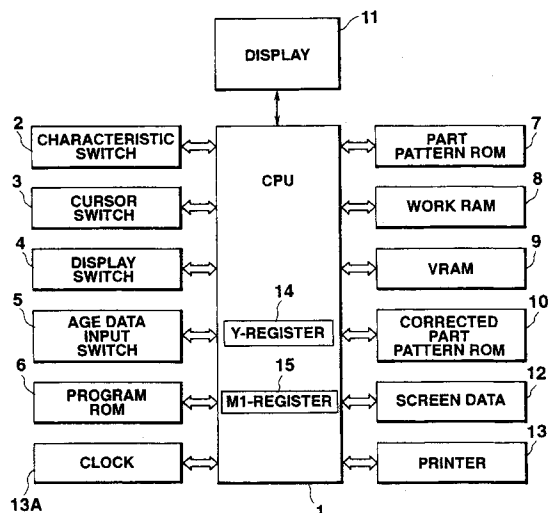 11
DISPLAY
2
CHARACTERISTIC
SWITCH
3
CURSOR
SWITCH
4
DISPLAY
SWITCH
5
AGE DATA
INPUT
SWITCH
6
PROGRAM
ROM
CLOCK
13A
CPU
14
Y-REGISTER
15
M1-REGISTER
1
7
PART
PATTERN ROM
8
WORK RAM
9
VRAM
10
CORRECTED
PART
PATTERN ROM
12
SCREEN DATA
13
PRINTER